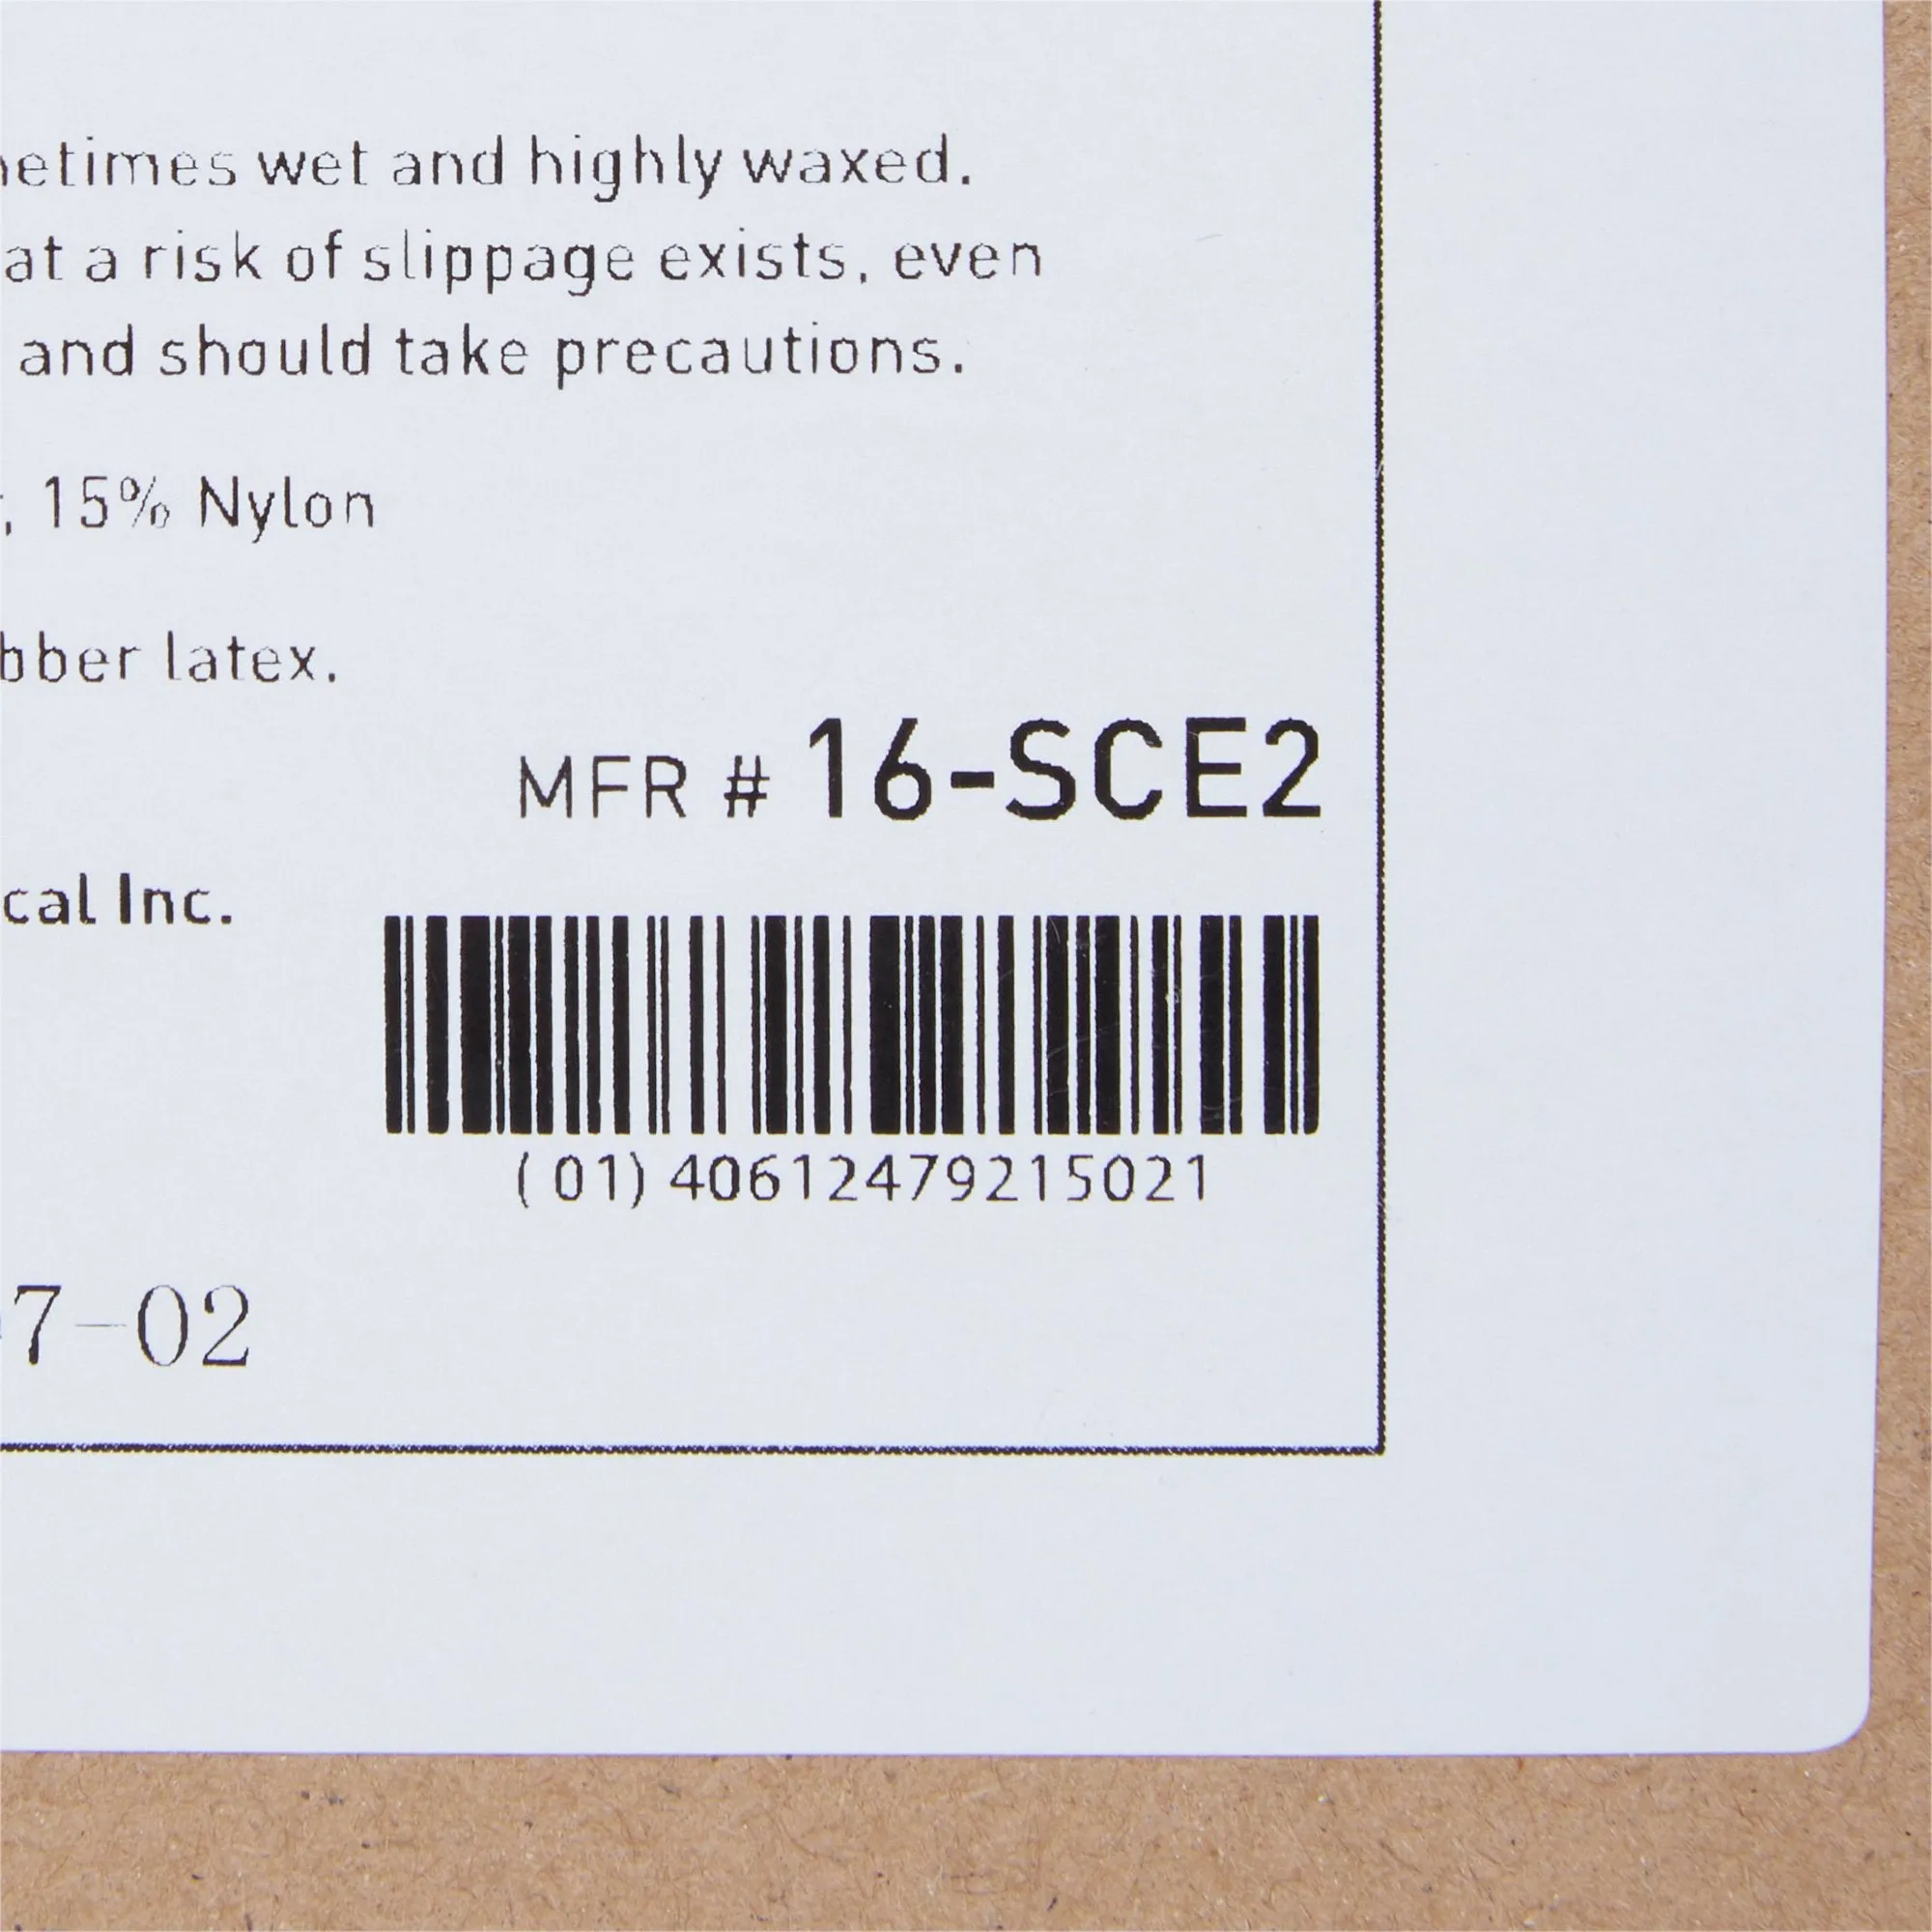 wet and highly waxed.
at a risk of slippage exists, even
and should take precautions.
, 15% Nylon
latex.
MFR # 16-SCE2
Inc.
(01) 40612479215021
7-02